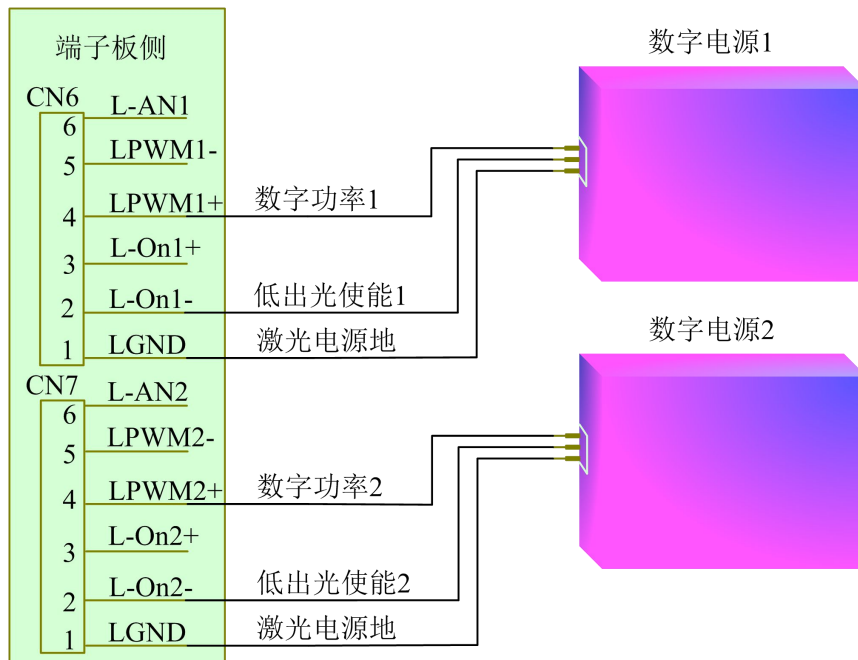 端子板侧
数字电源1
CN6
6 L-AN1
5 LPWM1-
4 LPWM1+ 数字功率1
3 L-On1+
2 L-On1- 低出光使能1
1 LGND 激光电源地
数字电源2
CN7
6 L-AN2
5 LPWM2-
4 LPWM2+ 数字功率2
3 L-On2+
2 L-On2- 低出光使能2
1 LGND 激光电源地